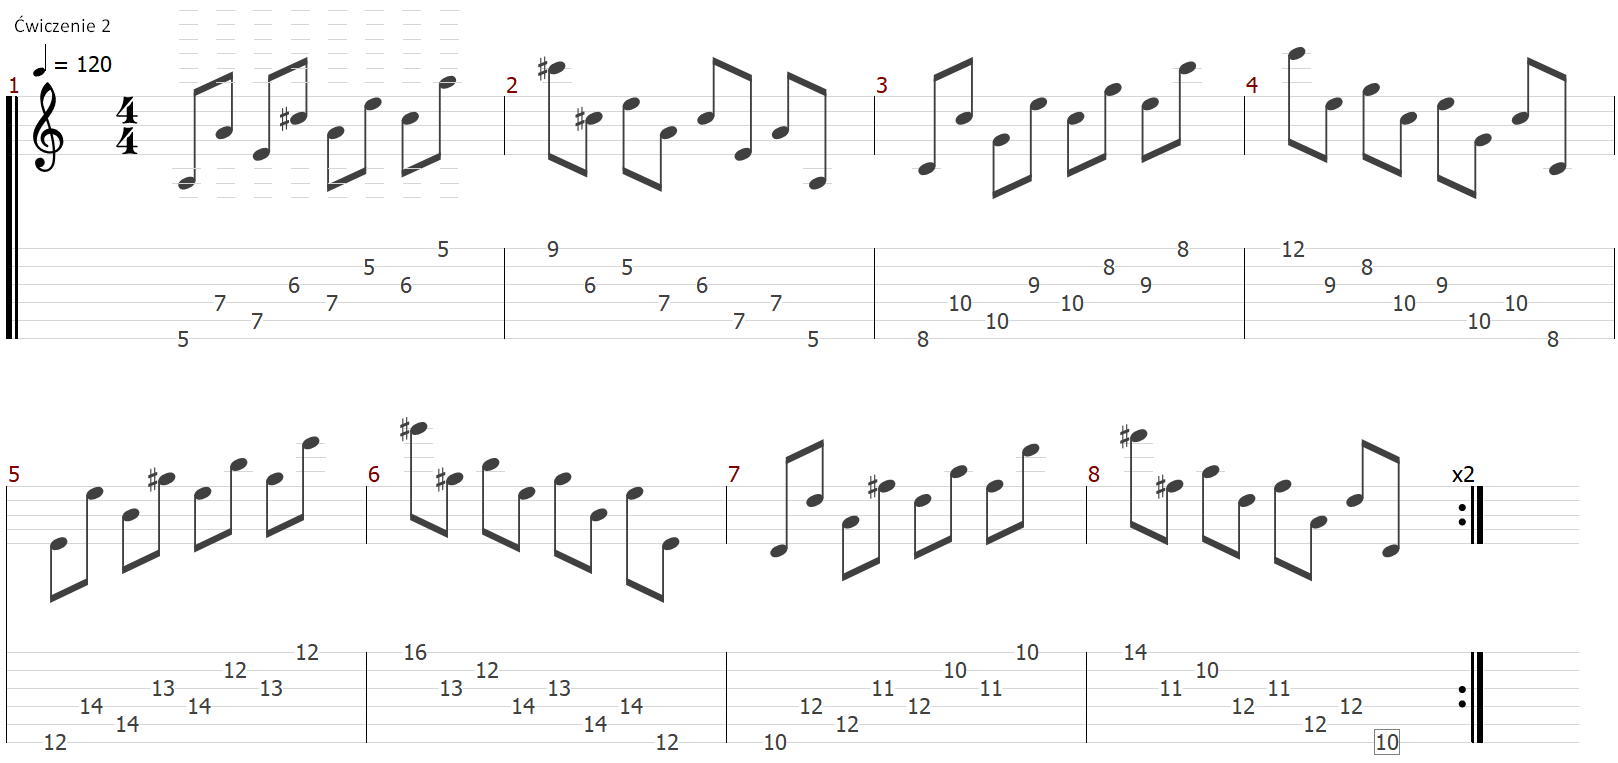 Ćwiczenie 2
♩ = 120
1 2 3 4
4
4
5 9 8 12
5 5 8 8
6 6 6 6 9 9 9 9
7 7 7 7 10 10 10 10
7 7 10 10
5 5 8 8
5 6 7 8 x2
12 16 10 14
12 12 10 10
13 13 13 13 11 11 11 11
14 14 14 14 12 12 12 12
14 14 12 12
12 12 10 10